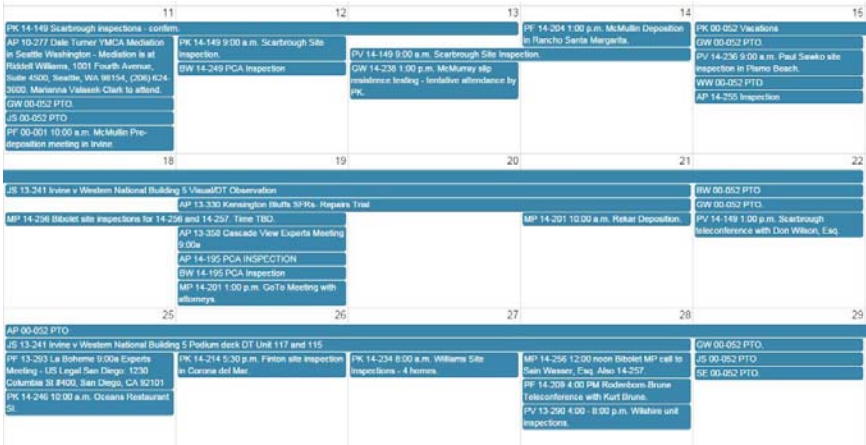 11
12
13
14
15
PK 14-149 Scarbrough inspections - confirm.
AP 10-277 Dale Turner YMCA Mediation
in Seattle Washington - Mediation is at
Riddell Williams, 1001 Fourth Avenue,
Suite 4500, Seattle, WA 98154, (206) 624-
3600. Marianna Valasek-Clark to attend.
GW 00-052 PTO.
JS 00-052 PTO
PF 00-001 10:00 a.m. McMullin Pre-
deposition meeting in Irvine.
PK 14-149 9:00 a.m. Scarbrough Site
Inspection.
BW 14-249 PCA Inspection
PV 14-149 9:00 a.m. Scarbrough Site Inspection.
GW 14-238 1:00 p.m. McMurray slip
resistence testing - tentative attendance by
PK.
PF 14-204 1:00 p.m. McMullin Deposition
in Rancho Santa Margarita.
PK 00-052 Vacations
GW 00-052 PTO.
PV 14-236 9:00 a.m. Paul Sawko site
inspection in Pismo Beach.
WW 00-052 PTO
AP 14-255 Inspection
18
19
20
21
22
JS 13-241 Irvine v Western National Building 5 Visual/DT Observation
AP 13-330 Kensington Bluffs SFRs- Repairs Trial
MP 14-256 Bibolet site inspections for 14-256 and 14-257. Time TBD.
AP 13-358 Cascade View Experts Meeting
9:00a
AP 14-195 PCA INSPECTION
BW 14-195 PCA Inspection
MP 14-201 1:00 p.m. GoTo Meeting with
attorneys.
MP 14-201 10:00 a.m. Rekar Deposition.
BW 00-052 PTO
GW 00-052 PTO.
PV 14-149 1:00 p.m. Scarbrough
teleconference with Don Wilson, Esq.
25
26
27
28
29
AP 00-052 PTO
JS 13-241 Irvine v Western National Building 5 Podium deck DT Unit 117 and 115
PF 13-293 La Boheme 9:00a Experts
Meeting - US Legal San Diego: 1230
Columbia St #400, San Diego, CA 92101
PK 14-246 10:00 a.m. Oceans Restaurant
SI.
PK 14-214 5:30 p.m. Finton site inspection
in Corona del Mar.
PK 14-234 8:00 a.m. Williams Site
Inspections - 4 homes.
MP 14-256 12:00 noon Bibolet MP call to
Sain Wasser, Esq. Also 14-257.
PF 14-209 4:00 PM Rodenborn-Brune
Teleconference with Kurt Brune.
PV 13-290 4:00 - 8:00 p.m. Wilshire unit
inspections.
GW 00-052 PTO.
JS 00-052 PTO
SE 00-052 PTO.